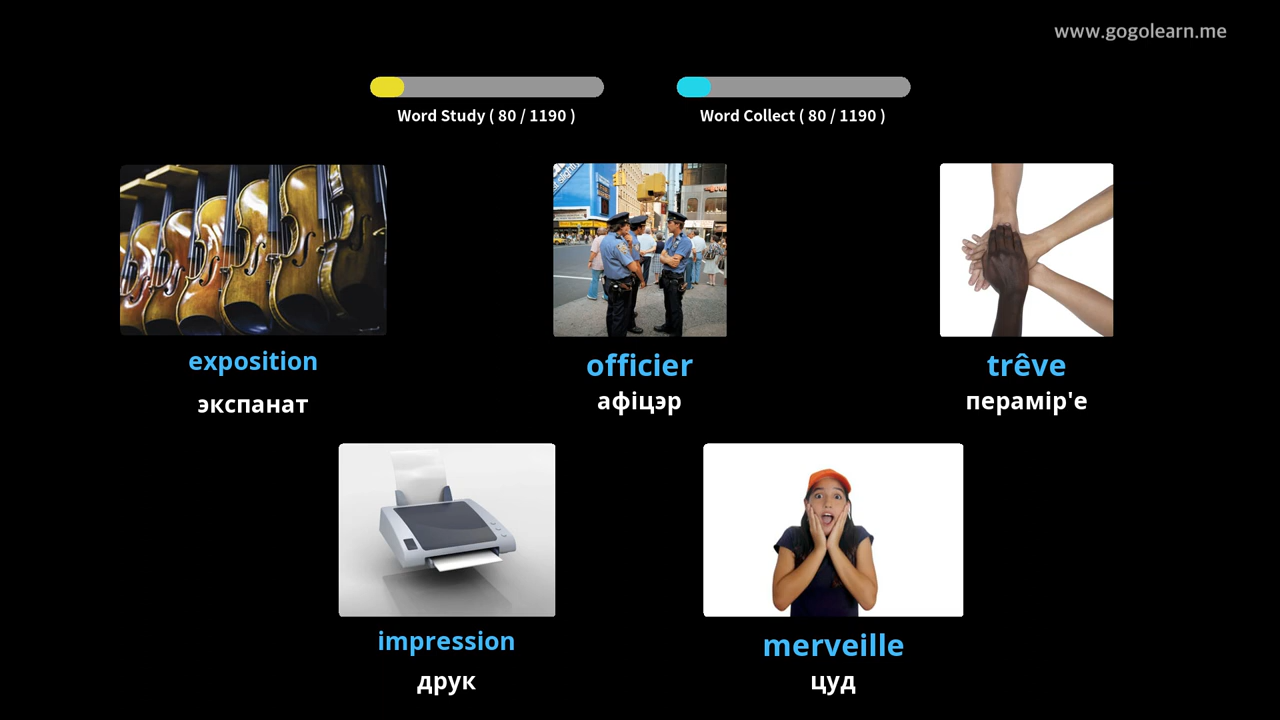 www.gogolearn.me
Word Study ( 80 / 1190 )
Word Collect ( 80 / 1190 )
exposition
экспанат
officier
афіцэр
trêve
перамір'е
impression
друк
merveille
цуд